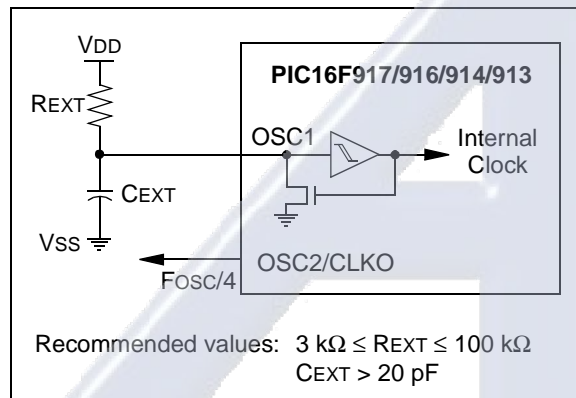 VDD
PIC16F917/916/914/913
REXT
OSC1
Internal
Clock
CEXT
VSS
OSC2/CLKO
FOSC/4
Recommended values: 3 kΩ ≤ REXT ≤ 100 kΩ
CEXT > 20 pF